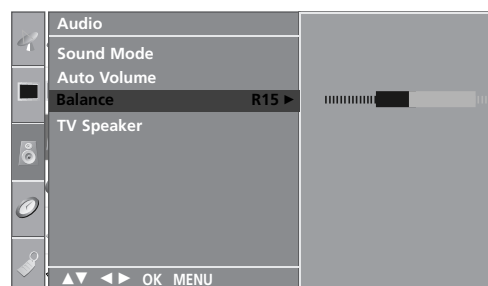 Audio
Sound Mode
Auto Volume
Balance R15 ►
TV Speaker
▲▼ ◄► OK MENU